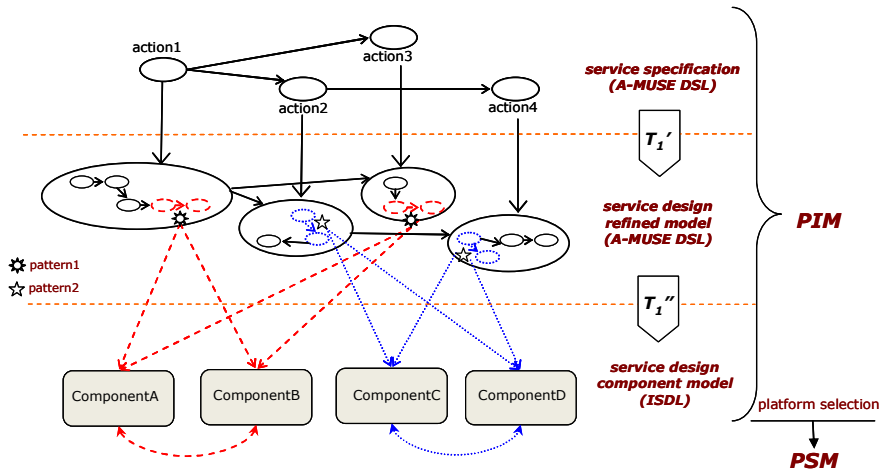 action1
action3
action2
action4
service specification
(A-MUSE DSL)
T1′
service design
refined model
(A-MUSE DSL)
PIM
pattern1
pattern2
T1″
ComponentA
ComponentB
ComponentC
ComponentD
service design
component model
(ISDL)
platform selection
PSM